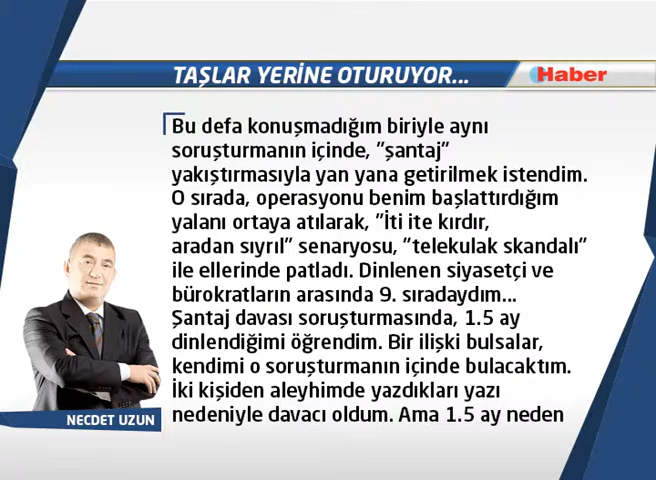 TAŞLAR YERİNE OTURUYOR...
Haber
Bu defa konuşmadığım biriyle aynı
soruşturmanın içinde, "şantaj"
yakıştırmasıyla yan yana getirilmek istendim.
O sırada, operasyonu benim başlattırdığım
yalanı ortaya atılarak, "İti ite kırdır,
aradan sıyrıl" senaryosu, "telekulak skandalı"
ile ellerinde patladı. Dinlenen siyasetçi ve
bürokratların arasında 9. sıradaydım...
Şantaj davası soruşturmasında, 1.5 ay
dinlendiğimi öğrendim. Bir ilişki bulsalar,
kendimi o soruşturmanın içinde bulacaktım.
İki kişiden aleyhimde yazdıkları yazı
nedeniyle davacı oldum. Ama 1.5 ay neden
NECDET UZUN